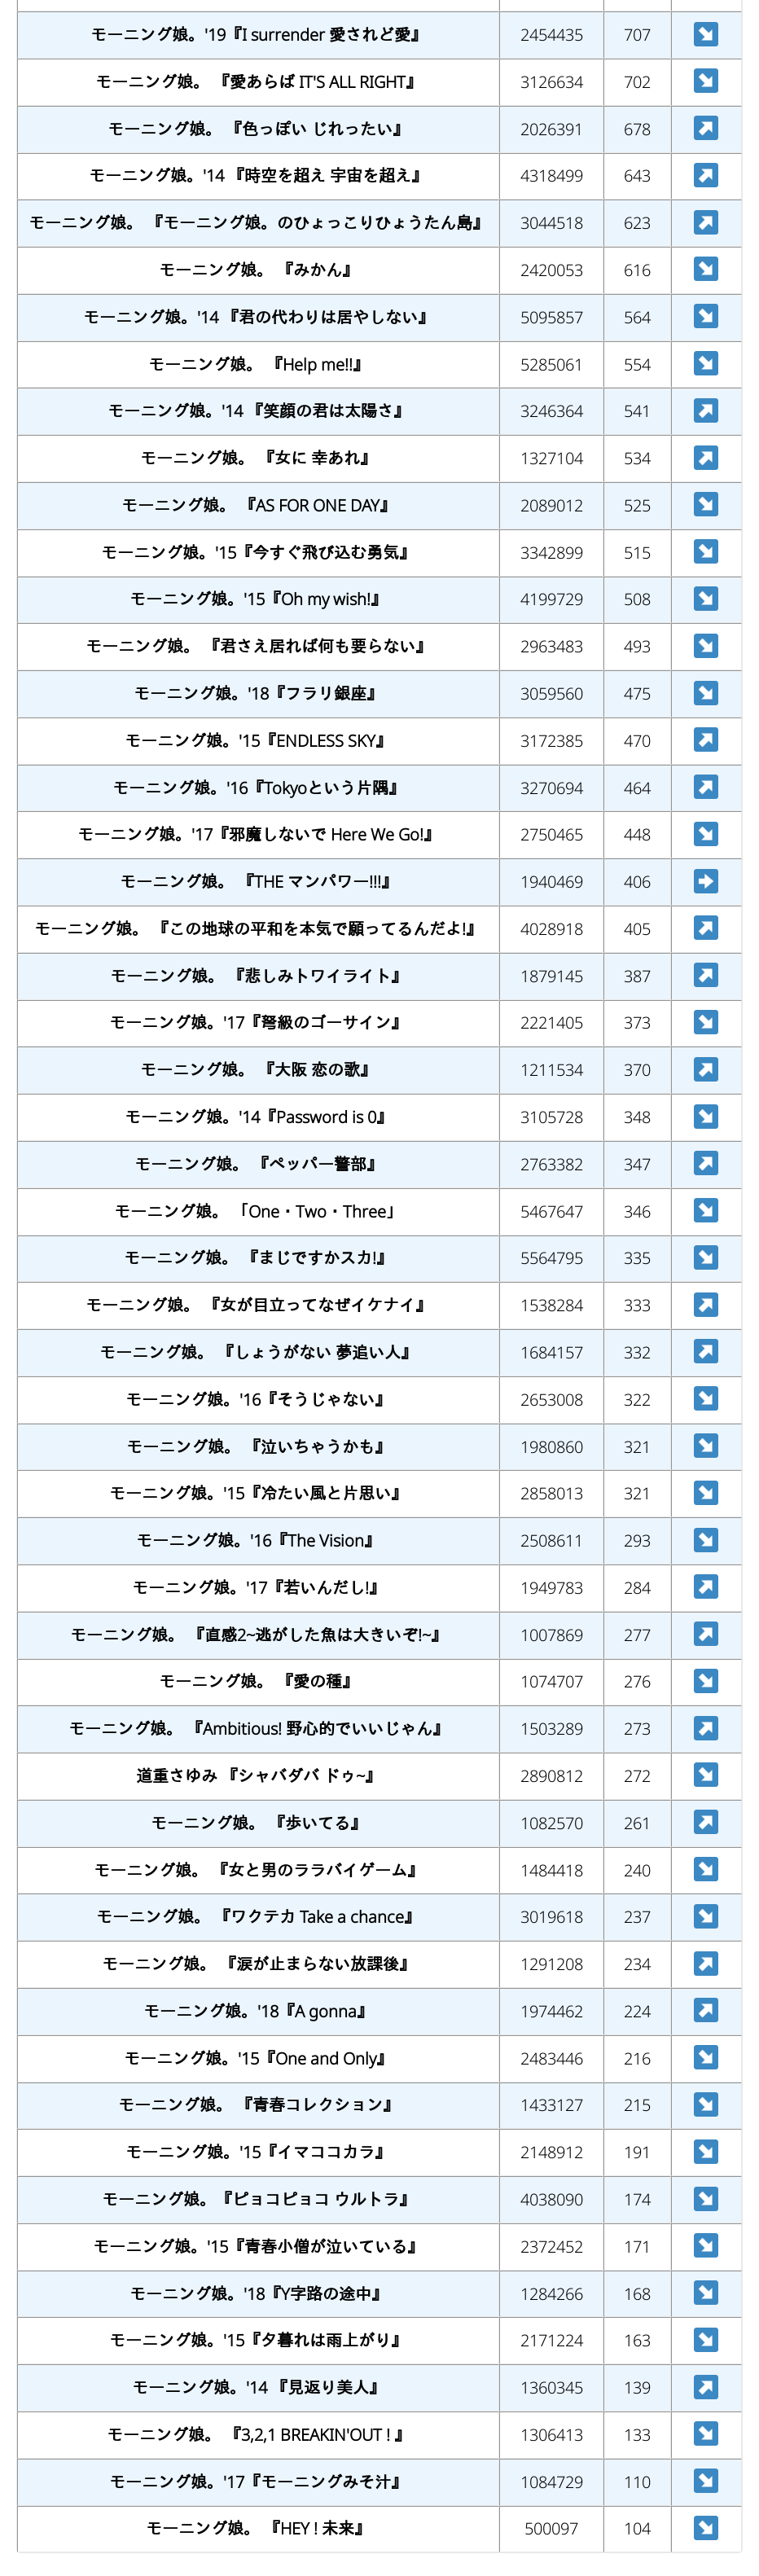 モーニング娘。'19『I surrender 愛されど愛』 2454435 707 ↘
モーニング娘。 『愛あらば IT'S ALL RIGHT』 3126634 702 ↘
モーニング娘。 『色っぽい じれったい』 2026391 678 ↗
モーニング娘。'14 『時空を超え 宇宙を超え』 4318499 643 ↗
モーニング娘。 『モーニング娘。のひょっこりひょうたん島』 3044518 623 ↗
モーニング娘。 『みかん』 2420053 616 ↘
モーニング娘。'14 『君の代わりは居やしない』 5095857 564 ↘
モーニング娘。 『Help me!!』 5285061 554 ↘
モーニング娘。'14 『笑顔の君は太陽さ』 3246364 541 ↗
モーニング娘。 『女に 幸あれ』 1327104 534 ↗
モーニング娘。 『AS FOR ONE DAY』 2089012 525 ↘
モーニング娘。'15『今すぐ飛び込む勇気』 3342899 515 ↘
モーニング娘。'15『Oh my wish!』 4199729 508 ↘
モーニング娘。 『君さえ居れば何も要らない』 2963483 493 ↘
モーニング娘。'18『フラリ銀座』 3059560 475 ↘
モーニング娘。'15『ENDLESS SKY』 3172385 470 ↗
モーニング娘。'16『Tokyoという片隅』 3270694 464 ↗
モーニング娘。'17『邪魔しないで Here We Go!』 2750465 448 ↘
モーニング娘。 『THE マンパワー!!!』 1940469 406 ➡
モーニング娘。 『この地球の平和を本気で願ってるんだよ!』 4028918 405 ↗
モーニング娘。 『悲しみトワイライト』 1879145 387 ↗
モーニング娘。'17『弩級のゴーサイン』 2221405 373 ↘
モーニング娘。 『大阪 恋の歌』 1211534 370 ↗
モーニング娘。'14『Password is 0』 3105728 348 ↘
モーニング娘。 『ペッパー警部』 2763382 347 ↗
モーニング娘。 「One・Two・Three」 5467647 346 ↘
モーニング娘。 『まじですかスカ!』 5564795 335 ↘
モーニング娘。 『女が目立ってなぜイケナイ』 1538284 333 ↗
モーニング娘。 『しょうがない 夢追い人』 1684157 332 ↗
モーニング娘。'16『そうじゃない』 2653008 322 ↘
モーニング娘。 『泣いちゃうかも』 1980860 321 ↘
モーニング娘。'15『冷たい風と片思い』 2858013 321 ↘
モーニング娘。'16『The Vision』 2508611 293 ↘
モーニング娘。'17『若いんだし!』 1949783 284 ↗
モーニング娘。 『直感2~逃がした魚は大きいぞ!~』 1007869 277 ↗
モーニング娘。 『愛の種』 1074707 276 ↘
モーニング娘。 『Ambitious! 野心的でいいじゃん』 1503289 273 ↗
道重さゆみ 『シャバダバ ドゥ~』 2890812 272 ↘
モーニング娘。 『歩いてる』 1082570 261 ↗
モーニング娘。 『女と男のララバイゲーム』 1484418 240 ↘
モーニング娘。 『ワクテカ Take a chance』 3019618 237 ↘
モーニング娘。 『涙が止まらない放課後』 1291208 234 ↗
モーニング娘。'18『A gonna』 1974462 224 ↗
モーニング娘。'15『One and Only』 2483446 216 ↘
モーニング娘。 『青春コレクション』 1433127 215 ↘
モーニング娘。'15『イマココカラ』 2148912 191 ↘
モーニング娘。『ピョコピョコ ウルトラ』 4038090 174 ↘
モーニング娘。'15『青春小僧が泣いている』 2372452 171 ↘
モーニング娘。'18『Y字路の途中』 1284266 168 ↘
モーニング娘。'15『夕暮れは雨上がり』 2171224 163 ↘
モーニング娘。'14 『見返り美人』 1360345 139 ↗
モーニング娘。 『3,2,1 BREAKIN'OUT ! 』 1306413 133 ↘
モーニング娘。'17『モーニングみそ汁』 1084729 110 ↘
モーニング娘。 『HEY ! 未来』 500097 104 ↘